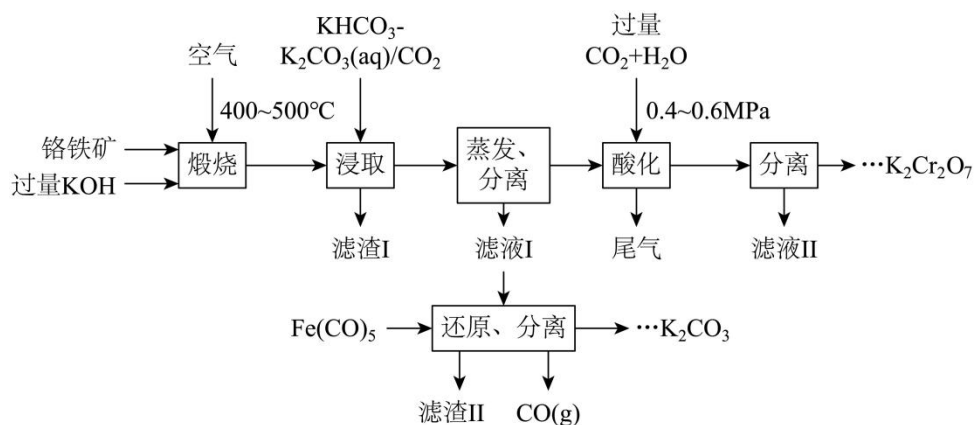 空气
KHCO₃-
K₂CO₃(aq)/CO₂
过量
CO₂+H₂O
400~500℃
0.4~0.6MPa
铬铁矿
过量KOH
煅烧
浸取
蒸发、
分离
酸化
分离
···K₂Cr₂O₇
滤渣I
滤液I
尾气
滤液II
Fe(CO)₅
还原、分离
···K₂CO₃
滤渣II
CO(g)